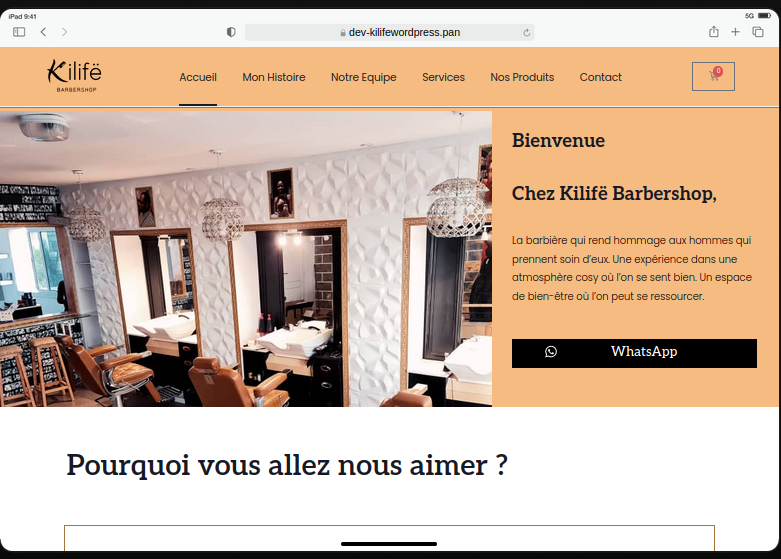 iPad 9:41
5G
dev-kilifewordpress.pan
Kilifë
BARBERSHOP
Accueil
Mon Histoire
Notre Equipe
Services
Nos Produits
Contact
0
Bienvenue
Chez Kilifë Barbershop,
La barbière qui rend hommage aux hommes qui
prennent soin d'eux. Une expérience dans une
atmosphère cosy où l'on se sent bien. Un espace
de bien-être où l'on peut se ressourcer.
WhatsApp
Pourquoi vous allez nous aimer ?